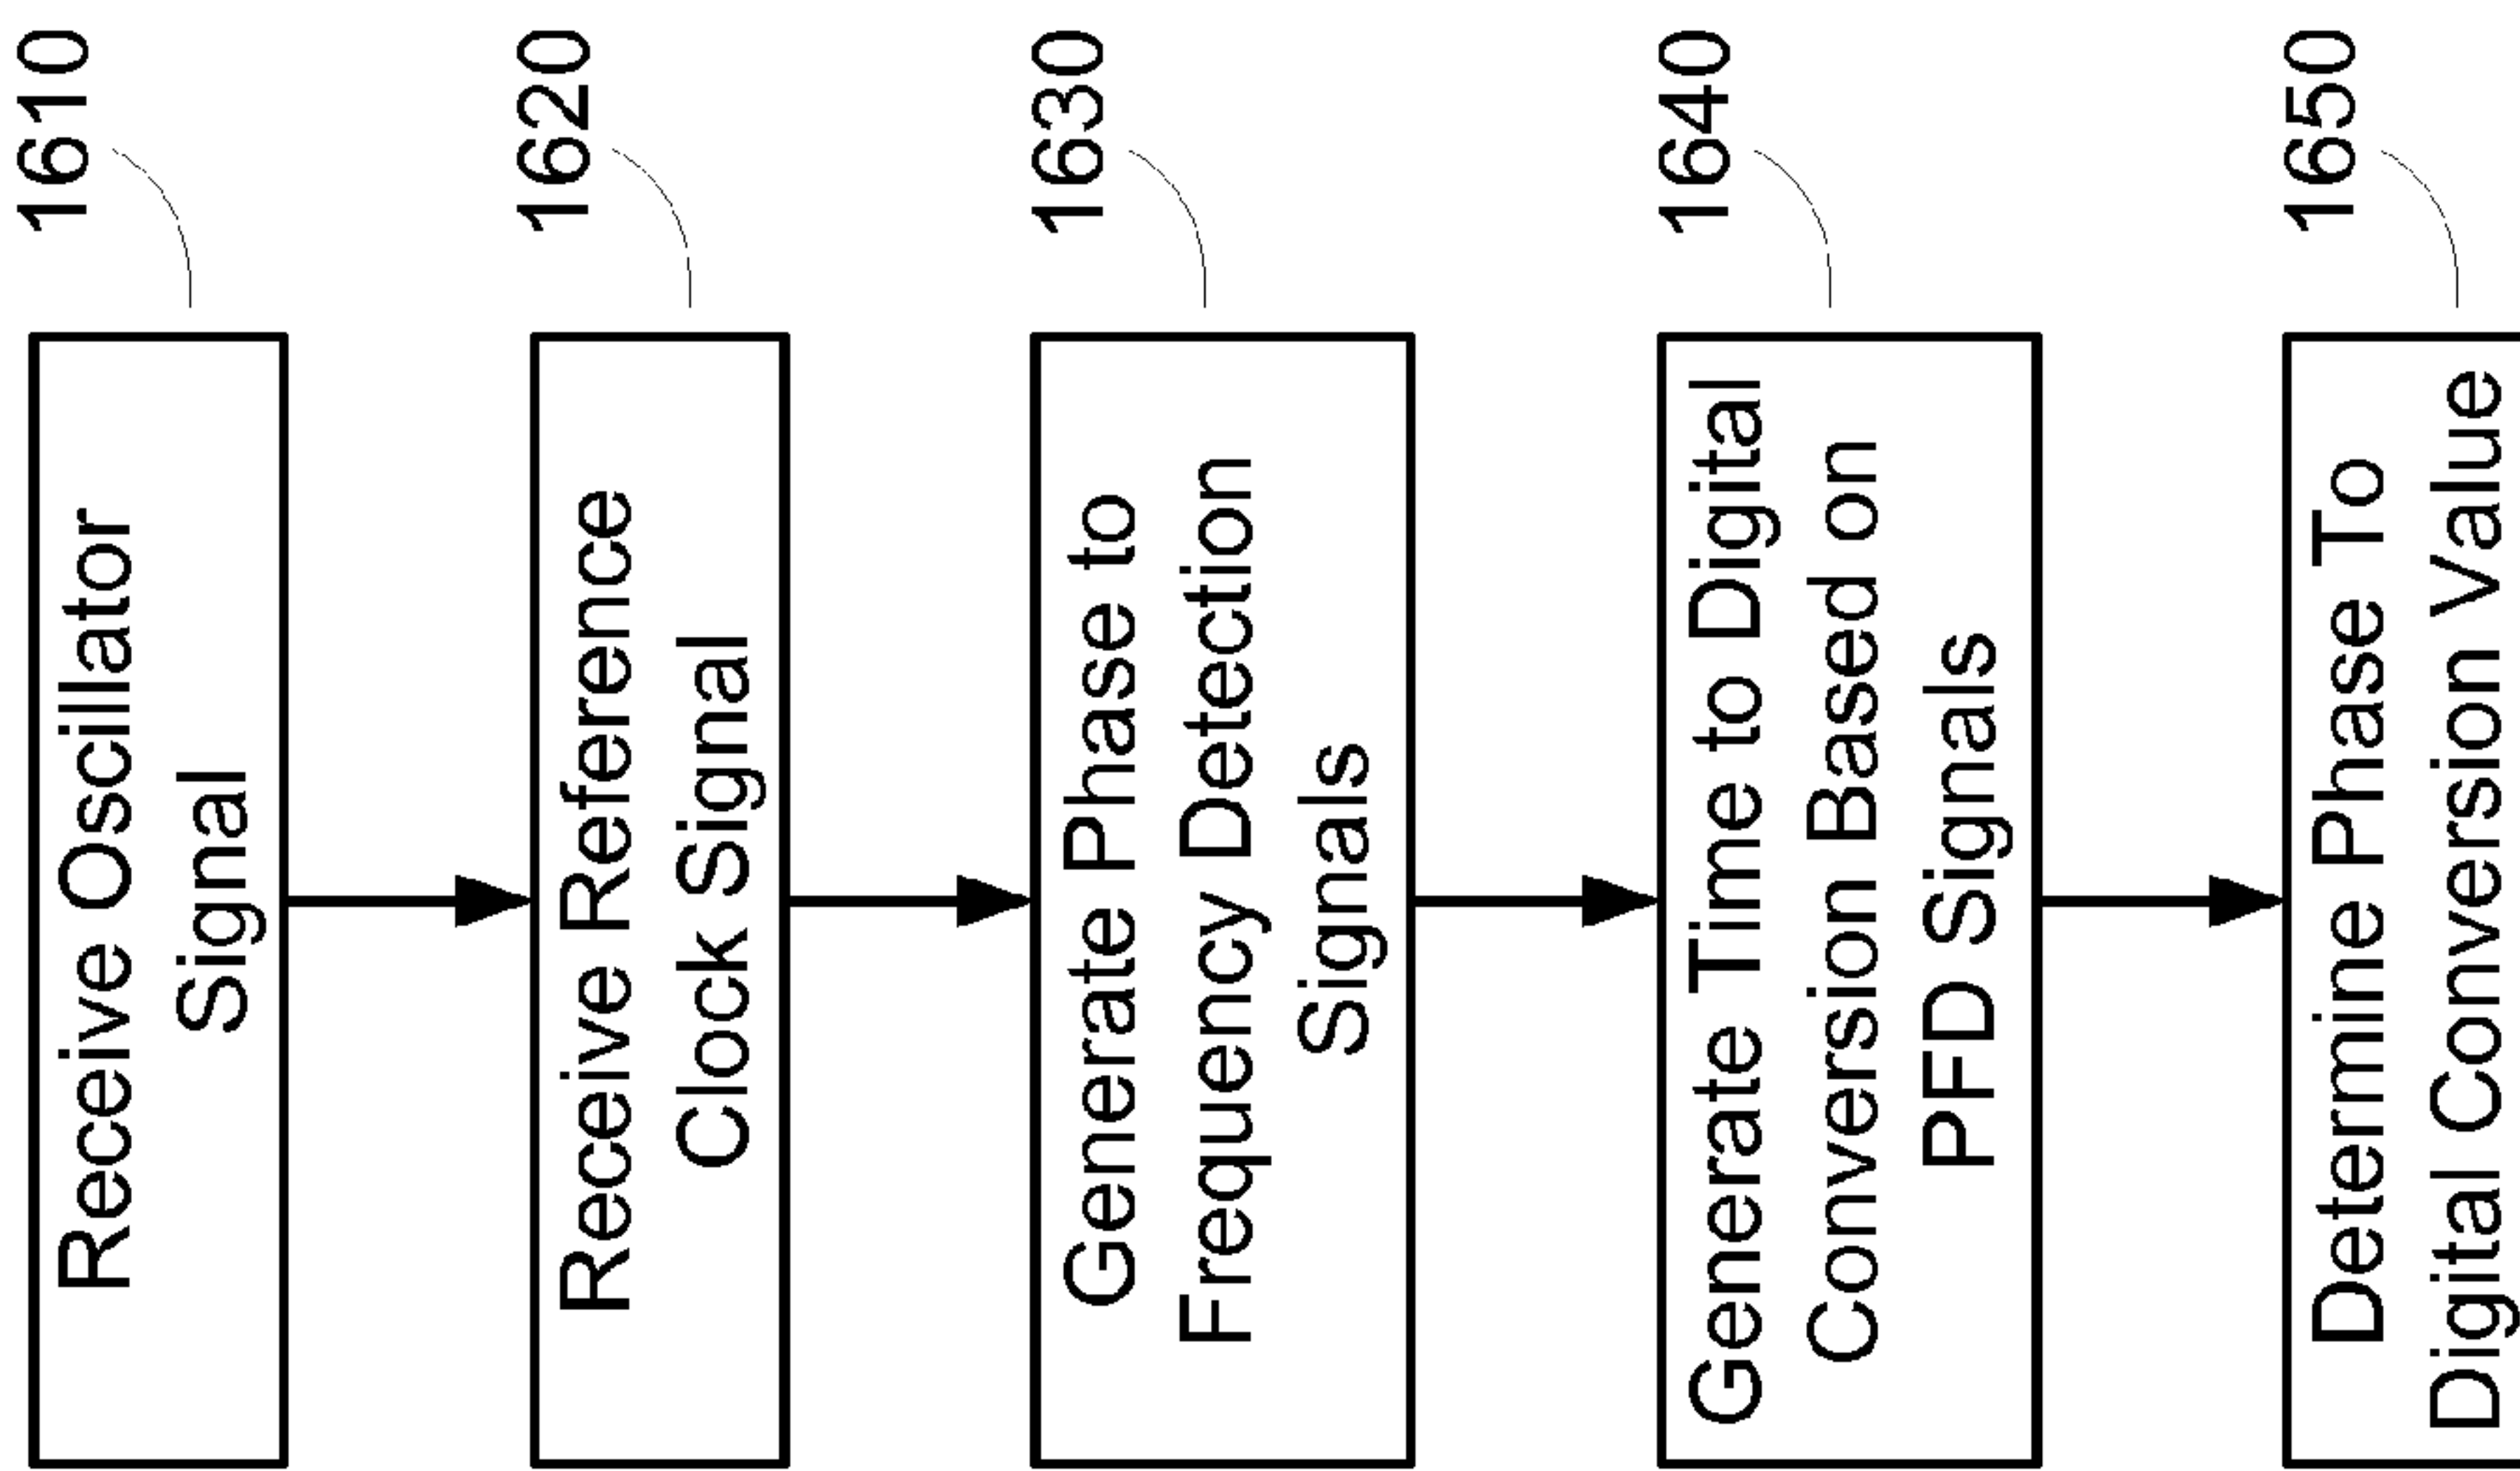 1610
Receive Oscillator
Signal
1620
Receive Reference
Clock Signal
1630
Generate Phase to
Frequency Detection
Signals
1640
Generate Time to Digital
Conversion Based on
PFD Signals
1650
Determine Phase To
Digital Conversion Value